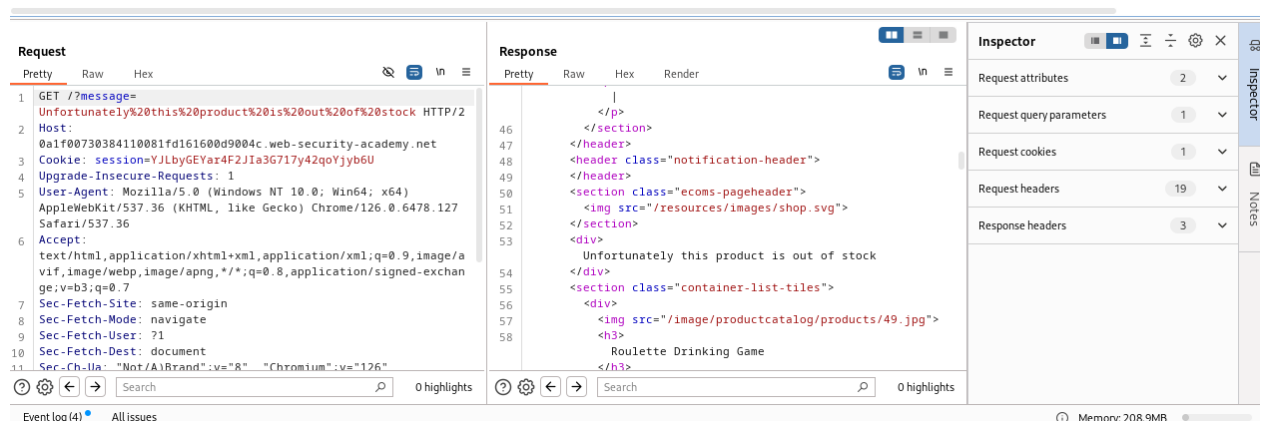 Request
Pretty Raw Hex
\n
1 GET /?message=
Unfortunately%20this%20product%20is%20out%20of%20stock HTTP/2
2 Host:
0a1f00730384110081fd161600d9004c.web-security-academy.net
3 Cookie: session=YJLbyGEYar4F2JIa3G717y42qoYjyb6U
4 Upgrade-Insecure-Requests: 1
5 User-Agent: Mozilla/5.0 (Windows NT 10.0; Win64; x64)
AppleWebKit/537.36 (KHTML, like Gecko) Chrome/126.0.6478.127
Safari/537.36
6 Accept:
text/html,application/xhtml+xml,application/xml;q=0.9,image/a
vif,image/webp,image/apng,*/*;q=0.8,application/signed-exchan
ge;v=b3;q=0.7
7 Sec-Fetch-Site: same-origin
8 Sec-Fetch-Mode: navigate
9 Sec-Fetch-User: ?1
10 Sec-Fetch-Dest: document
11 Sec-Ch-Ua: "Not/A)Brand";v="8", "Chromium";v="126"
Search
0 highlights
Response
Pretty Raw Hex Render
\n
|
</p>
46 </section>
47 </header>
48 <header class="notification-header">
49 </header>
50 <section class="ecoms-pageheader">
51 <img src="/resources/images/shop.svg">
52 </section>
53 <div>
Unfortunately this product is out of stock
54 </div>
55 <section class="container-list-tiles">
56 <div>
57 <img src="/image/productcatalog/products/49.jpg">
58 <h3>
Roulette Drinking Game
</h3>
Search
0 highlights
Inspector
Request attributes 2
Request query parameters 1
Request cookies 1
Request headers 19
Response headers 3
Inspector
Notes
Event log (4) All issues
Memory: 208.9MB